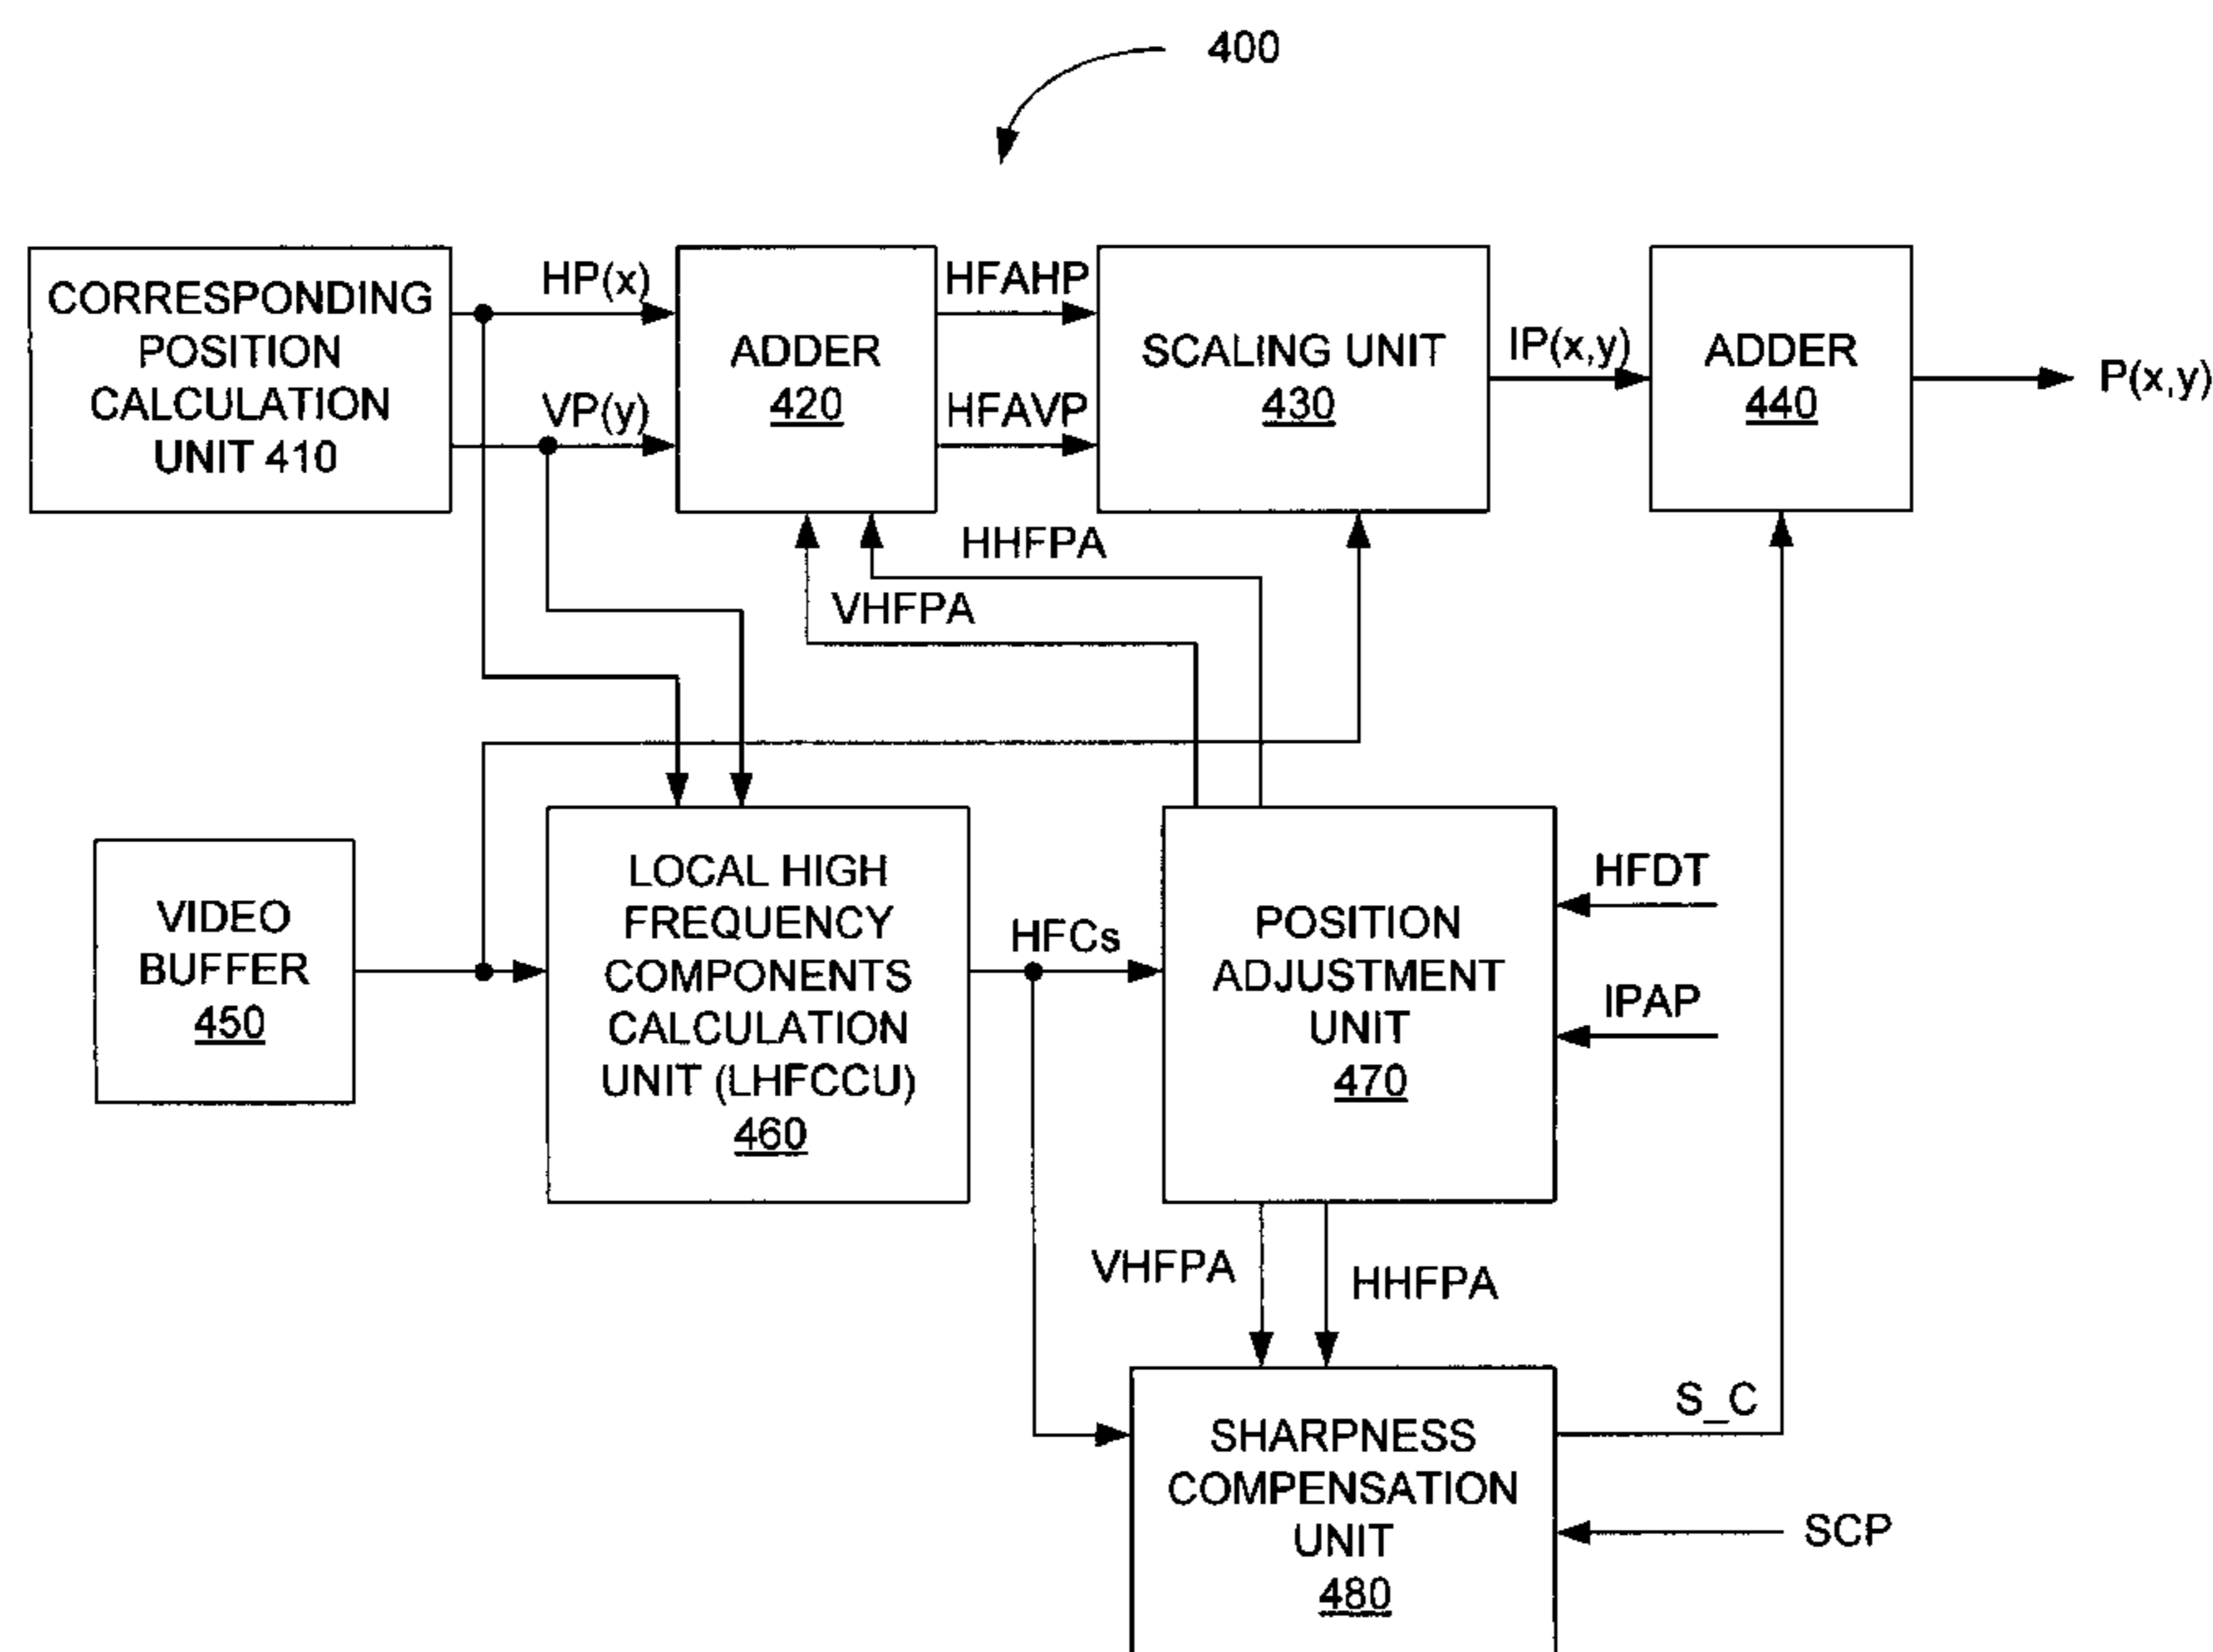 400
CORRESPONDING
POSITION
CALCULATION
UNIT 410
HP(x)
VP(y)
ADDER
420
HFAHP
HFAVP
SCALING UNIT
430
IP(x,y)
ADDER
440
P(x,y)
HHFPA
VHFPA
VIDEO
BUFFER
450
LOCAL HIGH
FREQUENCY
COMPONENTS
CALCULATION
UNIT (LHFCCU)
460
HFCs
POSITION
ADJUSTMENT
UNIT
470
HFDT
IPAP
VHFPA
HHFPA
SHARPNESS
COMPENSATION
UNIT
480
S_C
SCP